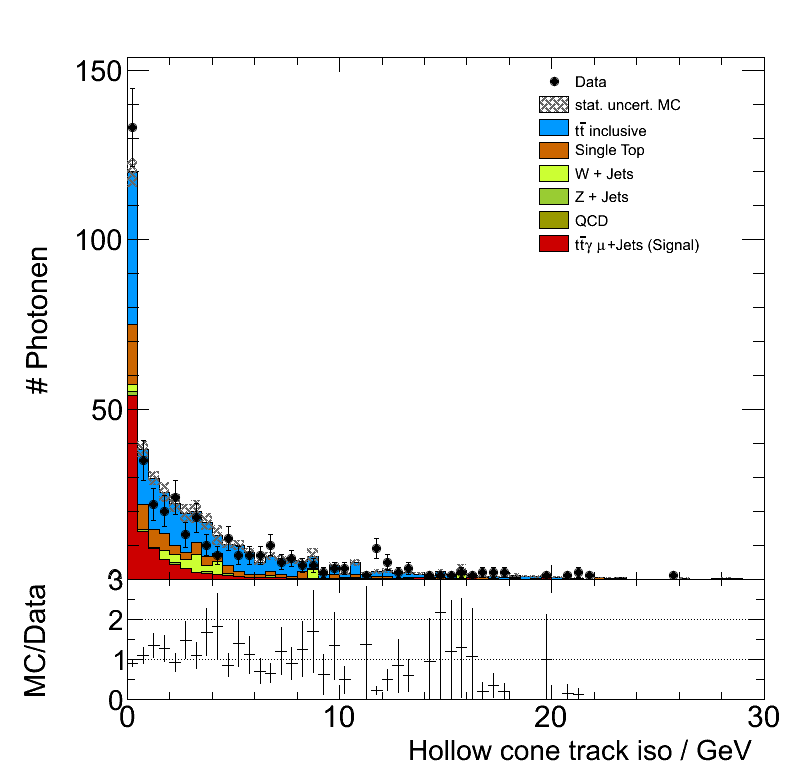 150
100
50
# Photonen
Data
stat. uncert. MC
tt̄ inclusive
Single Top
W + Jets
Z + Jets
QCD
tt̄γ μ+Jets (Signal)
3
2
1
0
MC/Data
0 10 20 30
Hollow cone track iso / GeV